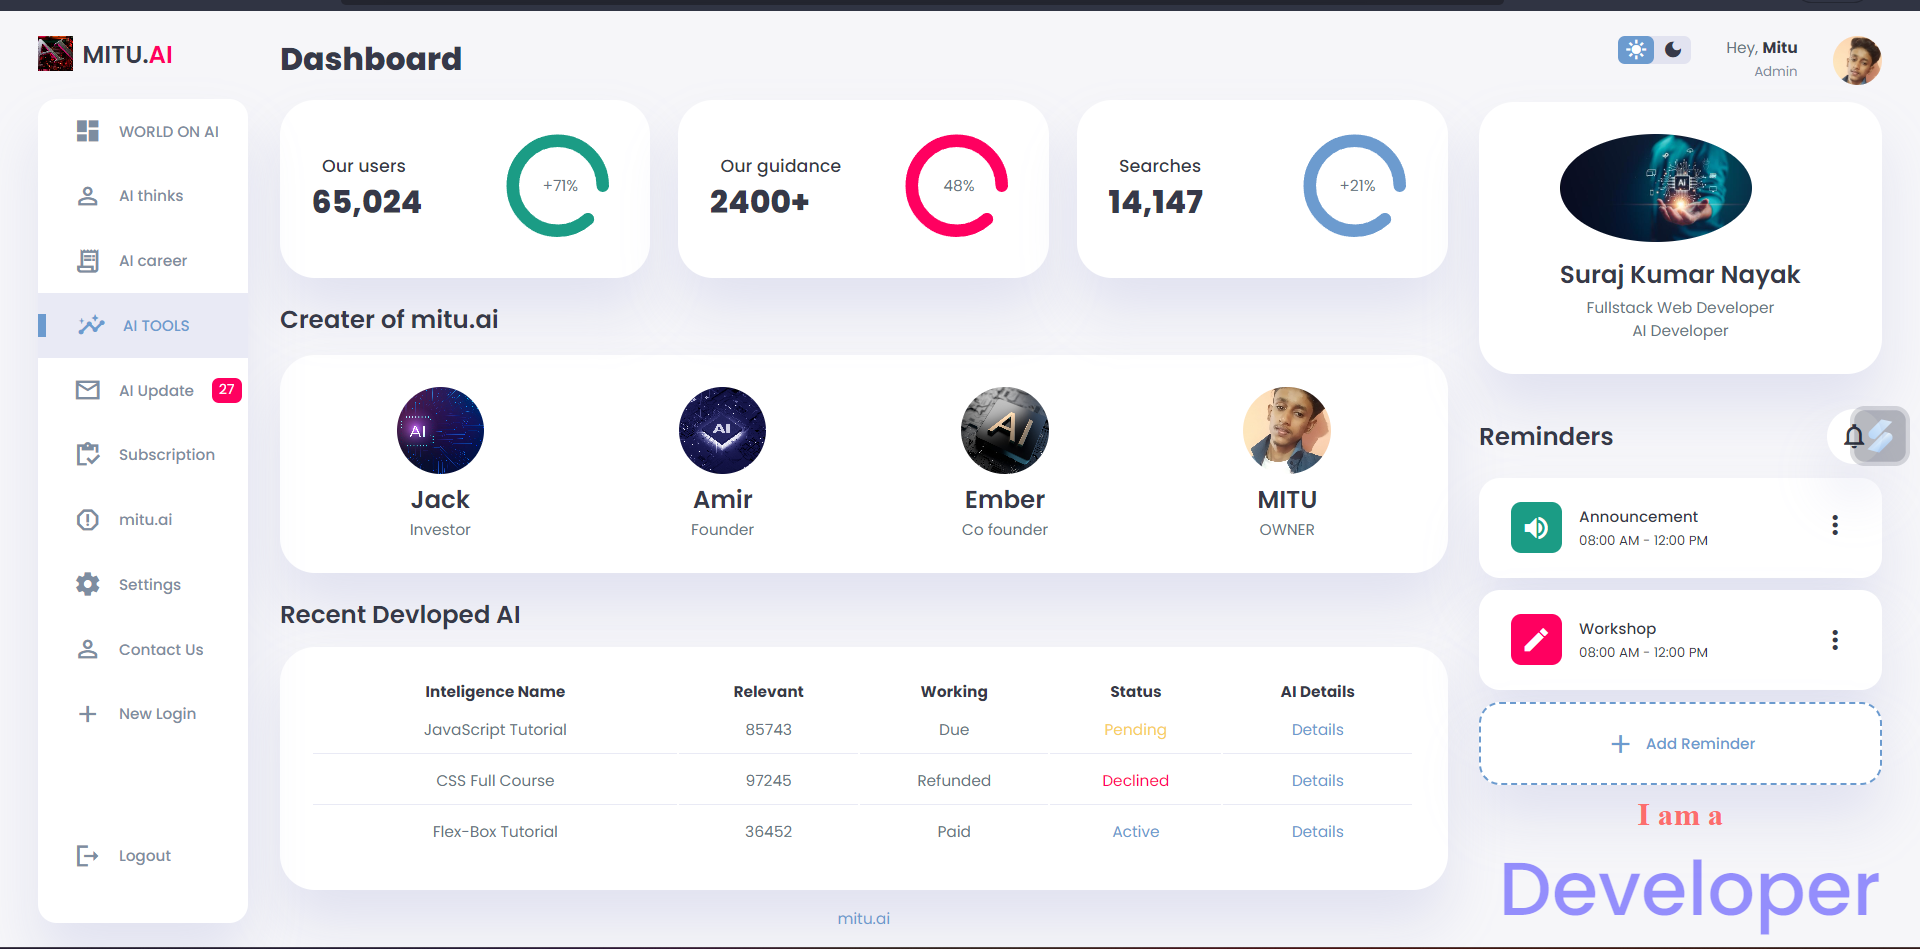 MITU.AI
WORLD ON AI
AI thinks
AI career
AI TOOLS
AI Update 27
Subscription
mitu.ai
Settings
Contact Us
New Login
Logout
Dashboard
Our users
65,024
+71%
Our guidance
2400+
48%
Searches
14,147
+21%
Creater of mitu.ai
AI
Jack
Investor
AI
Amir
Founder
AI
Ember
Co founder
MITU
OWNER
Recent Devloped AI
Inteligence Name Relevant Working Status AI Details
JavaScript Tutorial 85743 Due Pending Details
CSS Full Course 97245 Refunded Declined Details
Flex-Box Tutorial 36452 Paid Active Details
mitu.ai
Hey, Mitu
Admin
AI
Suraj Kumar Nayak
Fullstack Web Developer
AI Developer
Reminders
Announcement
08:00 AM - 12:00 PM
Workshop
08:00 AM - 12:00 PM
Add Reminder
I am a
Developer